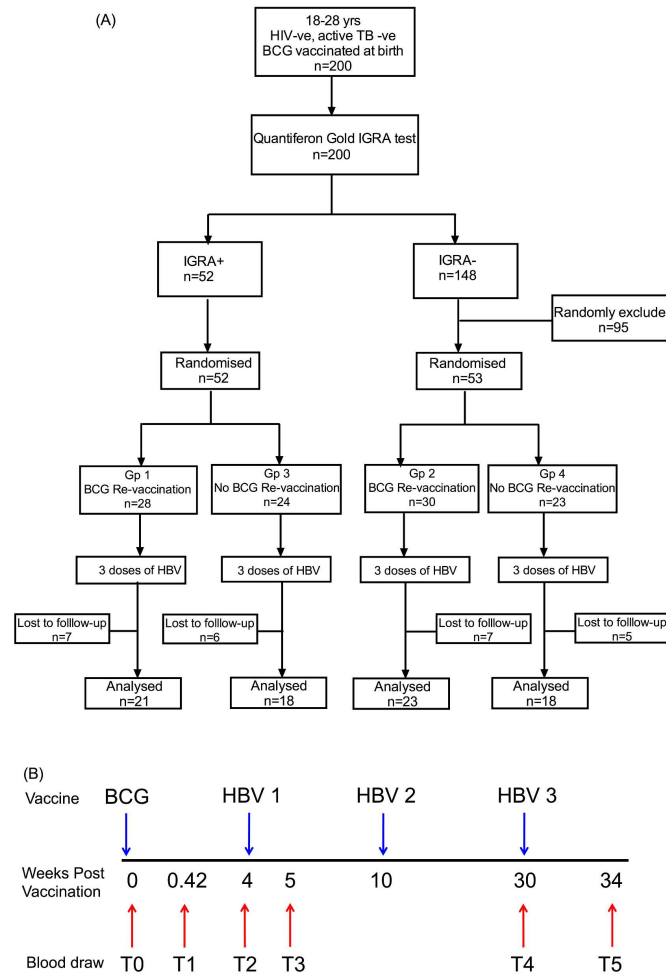 (A)
18-28 yrs
HIV-ve, active TB -ve
BCG vaccinated at birth
n=200
Quantiferon Gold IGRA test
n=200
IGRA+
n=52
IGRA-
n=148
Randomly exclude
n=95
Randomised
n=52
Randomised
n=53
Gp 1
BCG Re-vaccination
n=28
Gp 3
No BCG Re-vaccination
n=24
Gp 2
BCG Re-vaccination
n=30
Gp 4
No BCG Re-vaccination
n=23
3 doses of HBV
3 doses of HBV
3 doses of HBV
3 doses of HBV
Lost to folllow-up
n=7
Lost to folllow-up
n=6
Lost to folllow-up
n=7
Lost to folllow-up
n=5
Analysed
n=21
Analysed
n=18
Analysed
n=23
Analysed
n=18
(B)
Vaccine BCG HBV 1 HBV 2 HBV 3
Weeks Post
Vaccination
0 0.42 4 5 10 30 34
Blood draw T0 T1 T2 T3 T4 T5